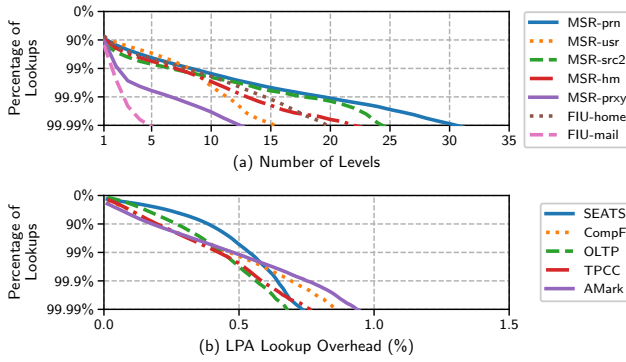 0%
90%
99%
99.9%
99.99%
Percentage of
Lookups
1 5 10 15 20 25 30 35
(a) Number of Levels
MSR-prn
MSR-usr
MSR-src2
MSR-hm
MSR-prxy
FIU-home
FIU-mail
0%
90%
99%
99.9%
99.99%
Percentage of
Lookups
0.0 0.5 1.0 1.5
(b) LPA Lookup Overhead (%)
SEATS
CompF
OLTP
TPCC
AMark